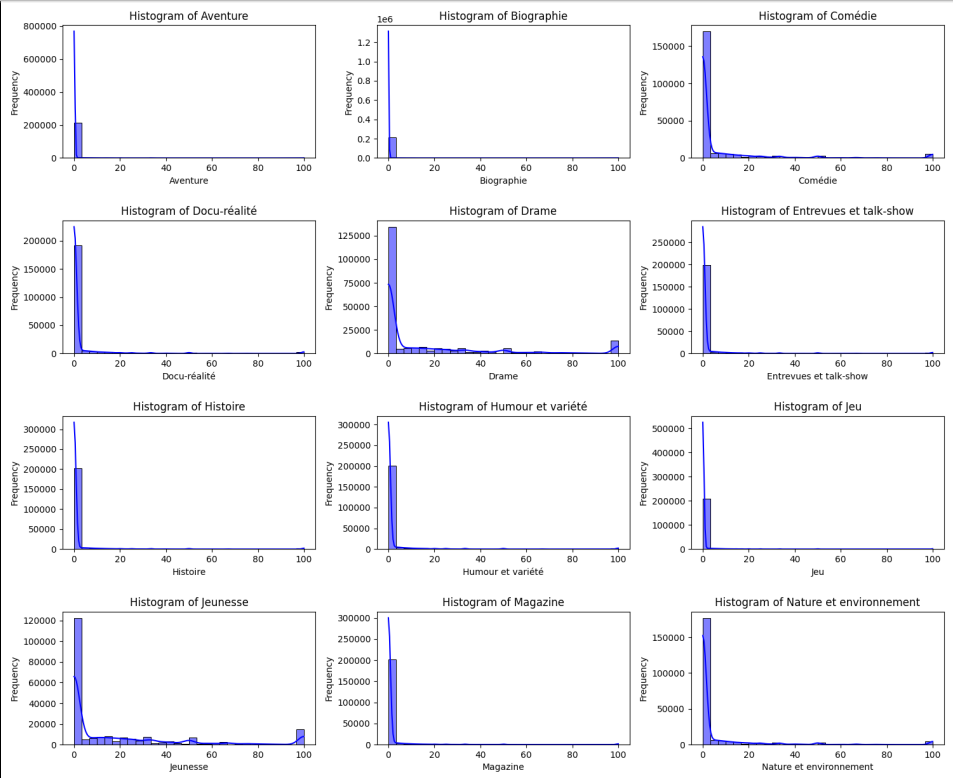 Histogram of Aventure
800000
600000
400000
200000
0
Frequency
0 20 40 60 80 100
Aventure
Histogram of Biographie
1e6
1.2
1.0
0.8
0.6
0.4
0.2
0.0
Frequency
0 20 40 60 80 100
Biographie
Histogram of Comédie
150000
100000
50000
0
Frequency
0 20 40 60 80 100
Comédie
Histogram of Docu-réalité
200000
150000
100000
50000
0
Frequency
0 20 40 60 80 100
Docu-réalité
Histogram of Drame
125000
100000
75000
50000
25000
0
Frequency
0 20 40 60 80 100
Drame
Histogram of Entrevues et talk-show
250000
200000
150000
100000
50000
0
Frequency
0 20 40 60 80 100
Entrevues et talk-show
Histogram of Histoire
300000
250000
200000
150000
100000
50000
0
Frequency
0 20 40 60 80 100
Histoire
Histogram of Humour et variété
300000
250000
200000
150000
100000
50000
0
Frequency
0 20 40 60 80 100
Humour et variété
Histogram of Jeu
500000
400000
300000
200000
100000
0
Frequency
0 20 40 60 80 100
Jeu
Histogram of Jeunesse
120000
100000
80000
60000
40000
20000
0
Frequency
0 20 40 60 80 100
Jeunesse
Histogram of Magazine
300000
250000
200000
150000
100000
50000
0
Frequency
0 20 40 60 80 100
Magazine
Histogram of Nature et environnement
150000
100000
50000
0
Frequency
0 20 40 60 80 100
Nature et environnement